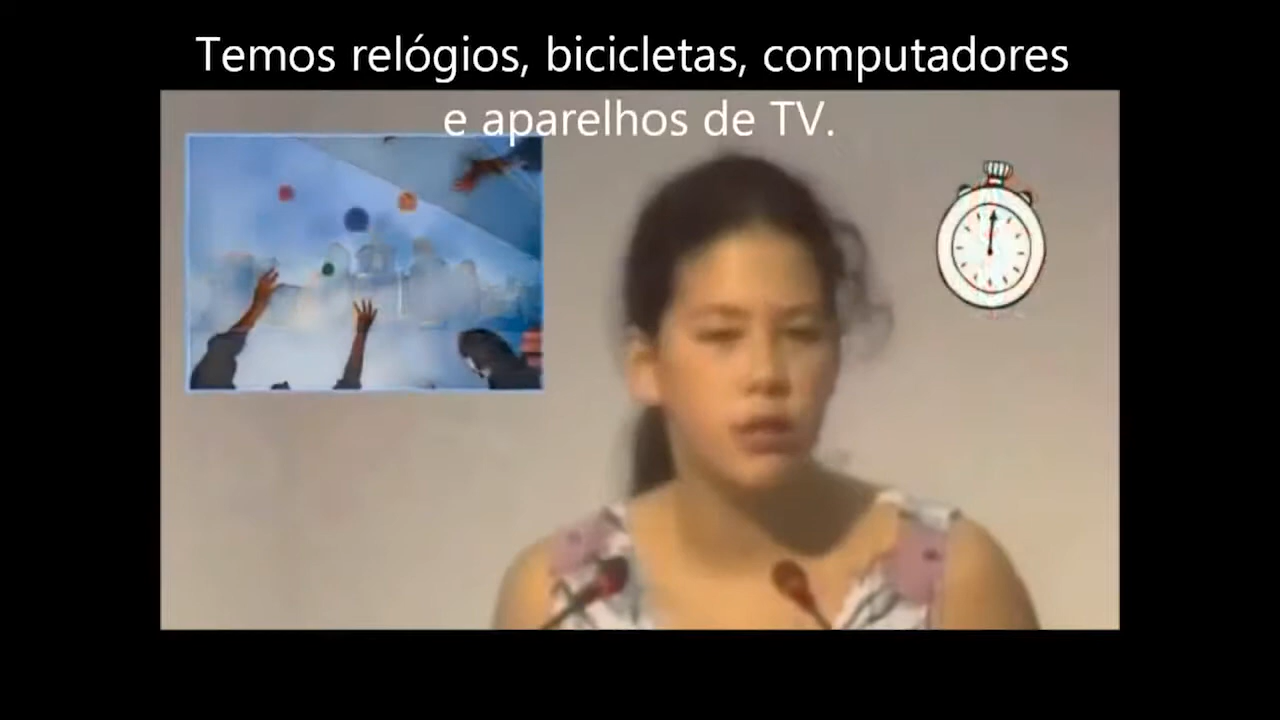 Temos relógios, bicicletas, computadores
e aparelhos de TV.